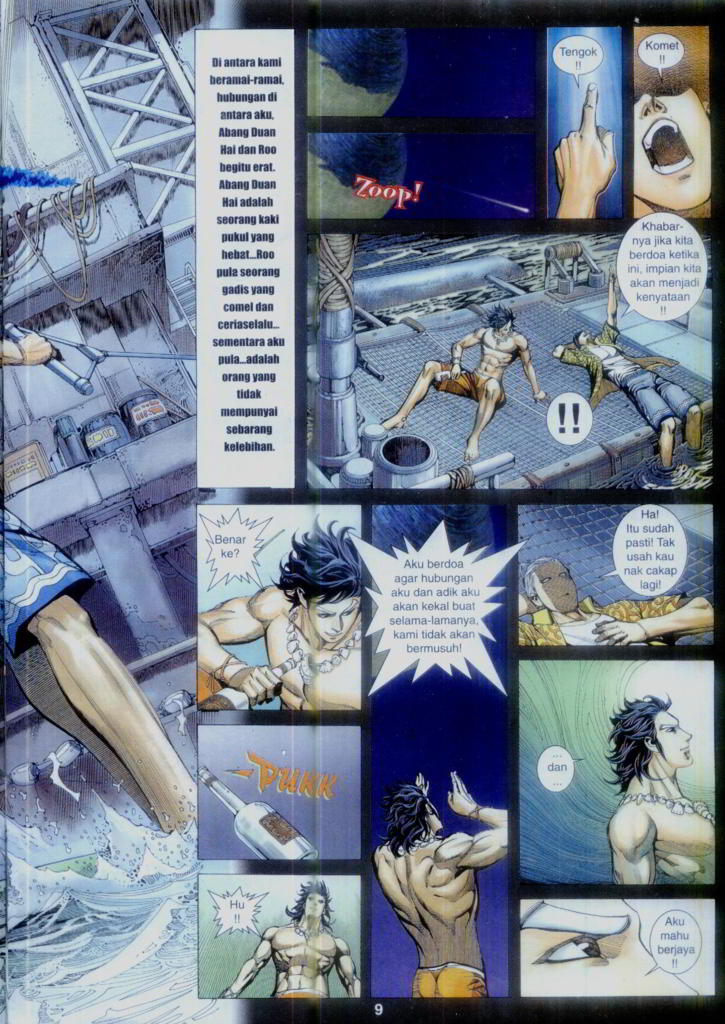 Di antara kami
beramai-ramai,
hubungan di
antara aku,
Abang Duan
Hai dan Roo
begitu erat.
Abang Duan
Hai adalah
seorang kaki
pukul yang
hebat...Roo
pula seorang
gadis yang
comel dan
ceriaselalu...
sementara aku
pula...adalah
orang yang
tidak
mempunyai
sebarang
kelebihan.
Zoop!
Tengok
!!
Komet
!!
Khabar-
nya jika kita
berdoa ketika
ini, impian kita
akan menjadi
kenyataan
!!
!!
Benar
ke?
Aku berdoa
agar hubungan
aku dan adik aku
akan kekal buat
selama-lamanya,
kami tidak akan
bermusuh!
Ha!
Itu sudah
pasti! Tak
usah kau
nak cakap
lagi!
PUKK
...
dan
...
Hu
!!
Aku
mahu
berjaya
!!
9